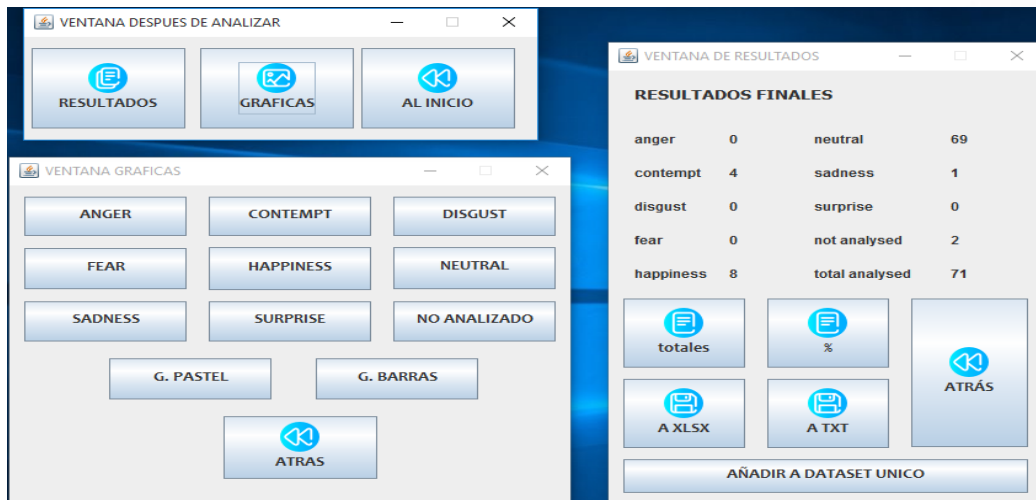 VENTANA DESPUES DE ANALIZAR
RESULTADOS
GRAFICAS
AL INICIO
VENTANA GRAFICAS
ANGER
CONTEMPT
DISGUST
FEAR
HAPPINESS
NEUTRAL
SADNESS
SURPRISE
NO ANALIZADO
G. PASTEL
G. BARRAS
ATRAS
VENTANA DE RESULTADOS
RESULTADOS FINALES
anger 0 neutral 69
contempt 4 sadness 1
disgust 0 surprise 0
fear 0 not analysed 2
happiness 8 total analysed 71
totales
%
ATRÁS
A XLSX
A TXT
AÑADIR A DATASET UNICO